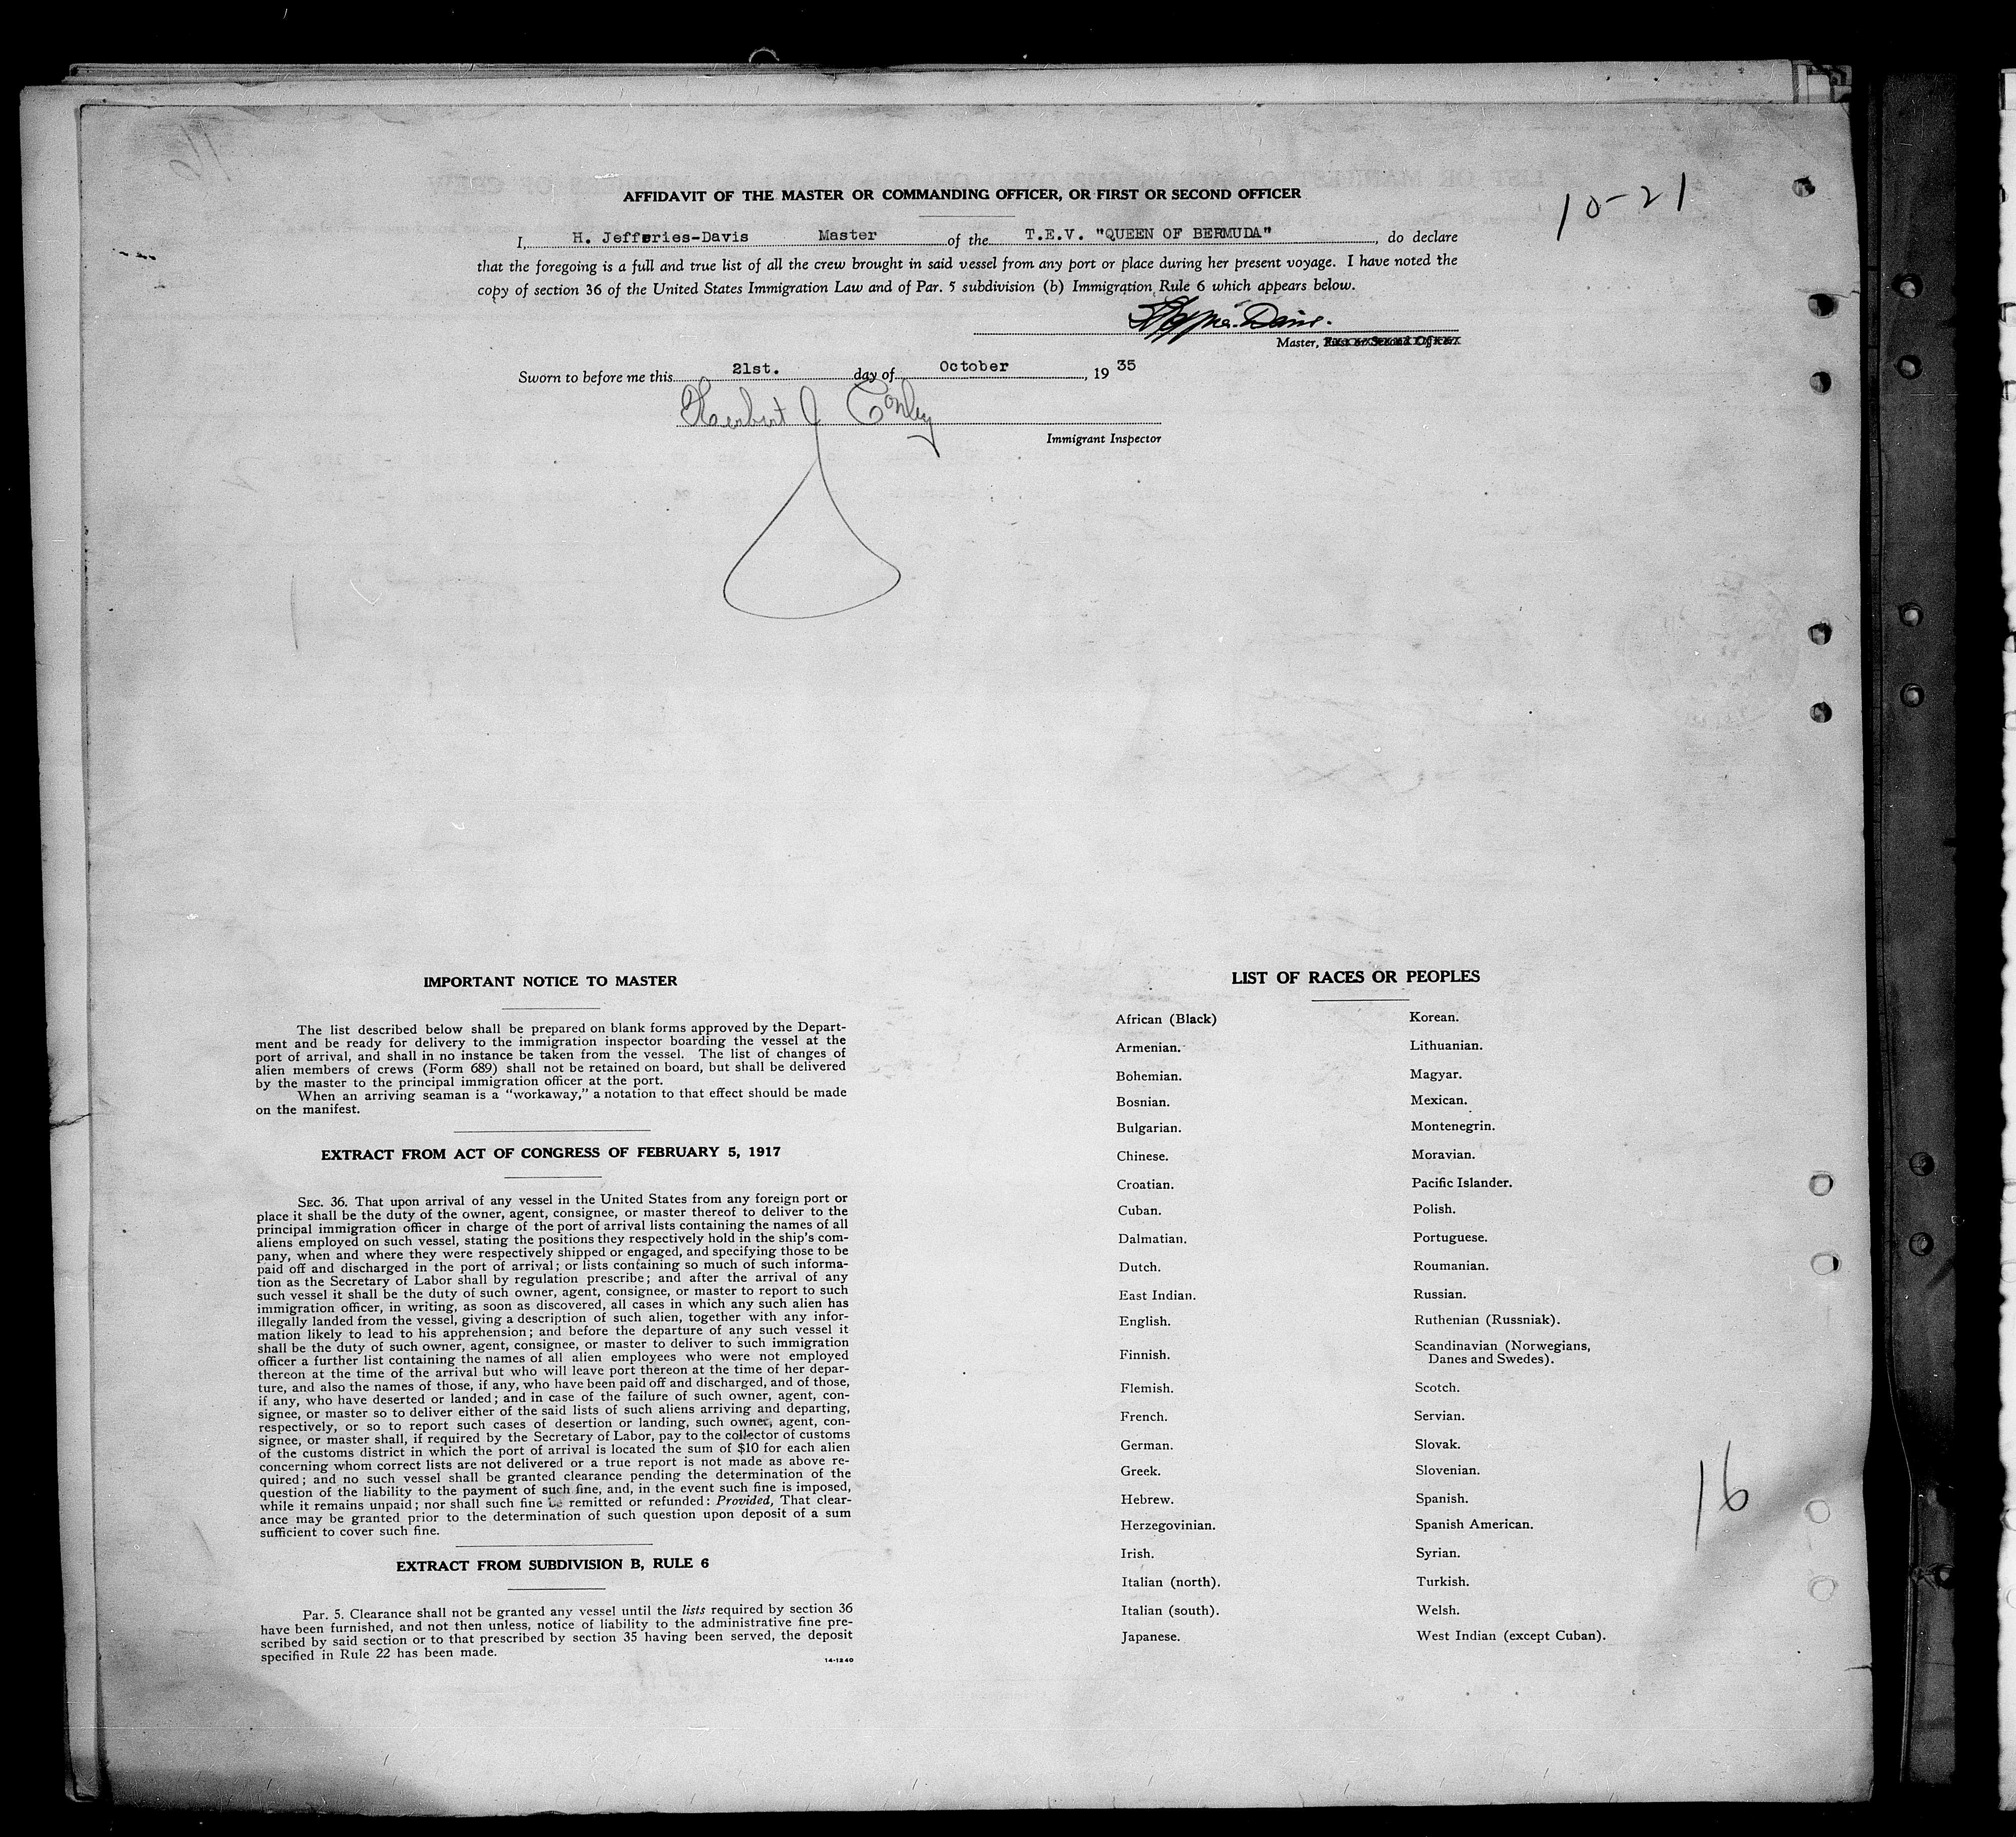 AFFIDAVIT OF THE MASTER OR COMMANDING OFFICER, OR FIRST OR SECOND OFFICER
10-21
I, H. Jefferies-Davis Master of the T.E.V. "QUEEN OF BERMUDA", do declare
that the foregoing is a full and true list of all the crew brought in said vessel from any port or place during her present voyage. I have noted the
copy of section 36 of the United States Immigration Law and of Par. 5 subdivision (b) Immigration Rule 6 which appears below.
Master, First or Second Officer.
Sworn to before me this 21st. day of October, 19 35
Herbert J Conley
Immigrant Inspector
IMPORTANT NOTICE TO MASTER
The list described below shall be prepared on blank forms approved by the Depart-
ment and be ready for delivery to the immigration inspector boarding the vessel at the
port of arrival, and shall in no instance be taken from the vessel. The list of changes of
alien members of crews (Form 689) shall not be retained on board, but shall be delivered
by the master to the principal immigration officer at the port.
When an arriving seaman is a "workaway," a notation to that effect should be made
on the manifest.
EXTRACT FROM ACT OF CONGRESS OF FEBRUARY 5, 1917
SEC. 36. That upon arrival of any vessel in the United States from any foreign port or
place it shall be the duty of the owner, agent, consignee, or master thereof to deliver to the
principal immigration officer in charge of the port of arrival lists containing the names of all
aliens employed on such vessel, stating the positions they respectively hold in the ship's com-
pany, when and where they were respectively shipped or engaged, and specifying those to be
paid off and discharged in the port of arrival; or lists containing so much of such informa-
tion as the Secretary of Labor shall by regulation prescribe; and after the arrival of any
such vessel it shall be the duty of such owner, agent, consignee, or master to report to such
immigration officer, in writing, as soon as discovered, all cases in which any such alien has
illegally landed from the vessel, giving a description of such alien, together with any infor-
mation likely to lead to his apprehension; and before the departure of any such vessel it
shall be the duty of such owner, agent, consignee, or master to deliver to such immigration
officer a further list containing the names of all alien employees who were not employed
thereon at the time of the arrival but who will leave port thereon at the time of her depar-
ture, and also the names of those, if any, who have been paid off and discharged, and of those,
if any, who have deserted or landed; and in case of the failure of such owner, agent, con-
signee, or master so to deliver either of the said lists of such aliens arriving and departing,
respectively, or so to report such cases of desertion or landing, such owner, agent, con-
signee, or master shall, if required by the Secretary of Labor, pay to the collector of customs
of the customs district in which the port of arrival is located the sum of $10 for each alien
concerning whom correct lists are not delivered or a true report is not made as above re-
quired; and no such vessel shall be granted clearance pending the determination of the
question of the liability to the payment of such fine, and, in the event such fine is imposed,
while it remains unpaid; nor shall such fine be remitted or refunded: Provided, That clear-
ance may be granted prior to the determination of such question upon deposit of a sum
sufficient to cover such fine.
EXTRACT FROM SUBDIVISION B, RULE 6
Par. 5. Clearance shall not be granted any vessel until the lists required by section 36
have been furnished, and not then unless, notice of liability to the administrative fine pre-
scribed by said section or to that prescribed by section 35 having been served, the deposit
specified in Rule 22 has been made.
14-1240
LIST OF RACES OR PEOPLES
African (Black)
Armenian.
Bohemian.
Bosnian.
Bulgarian.
Chinese.
Croatian.
Cuban.
Dalmatian.
Dutch.
East Indian.
English.
Finnish.
Flemish.
French.
German.
Greek.
Hebrew.
Herzegovinian.
Irish.
Italian (north).
Italian (south).
Japanese.
Korean.
Lithuanian.
Magyar.
Mexican.
Montenegrin.
Moravian.
Pacific Islander.
Polish.
Portuguese.
Roumanian.
Russian.
Ruthenian (Russniak).
Scandinavian (Norwegians,
Danes and Swedes).
Scotch.
Servian.
Slovak.
Slovenian.
Spanish.
Spanish American.
Syrian.
Turkish.
Welsh.
West Indian (except Cuban).
16